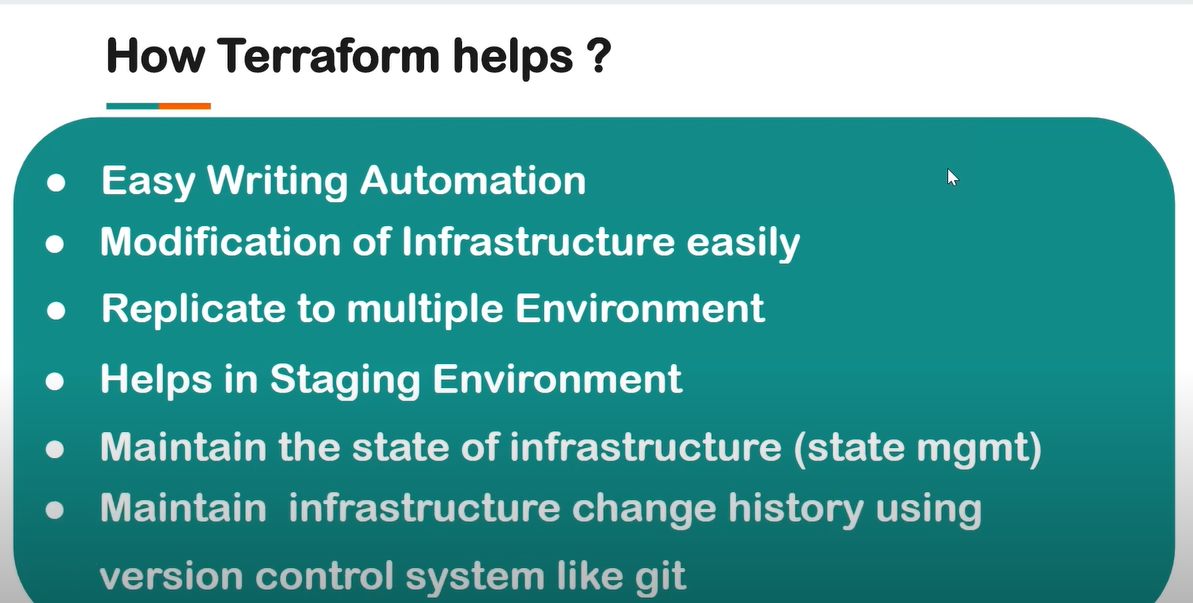 How Terraform helps ?
● Easy Writing Automation
● Modification of Infrastructure easily
● Replicate to multiple Environment
● Helps in Staging Environment
● Maintain the state of infrastructure (state mgmt)
● Maintain  infrastructure change history using
version control system like git